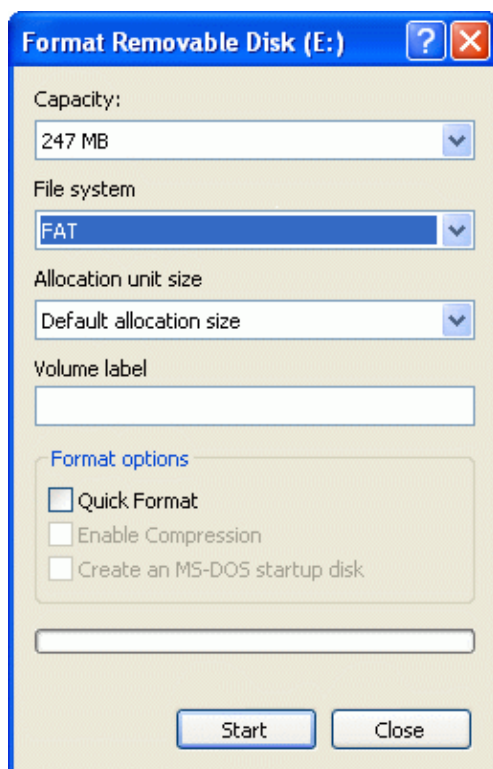 Format Removable Disk (E:)
Capacity:
247 MB
File system
FAT
Allocation unit size
Default allocation size
Volume label
Format options
Quick Format
Enable Compression
Create an MS-DOS startup disk
Start Close